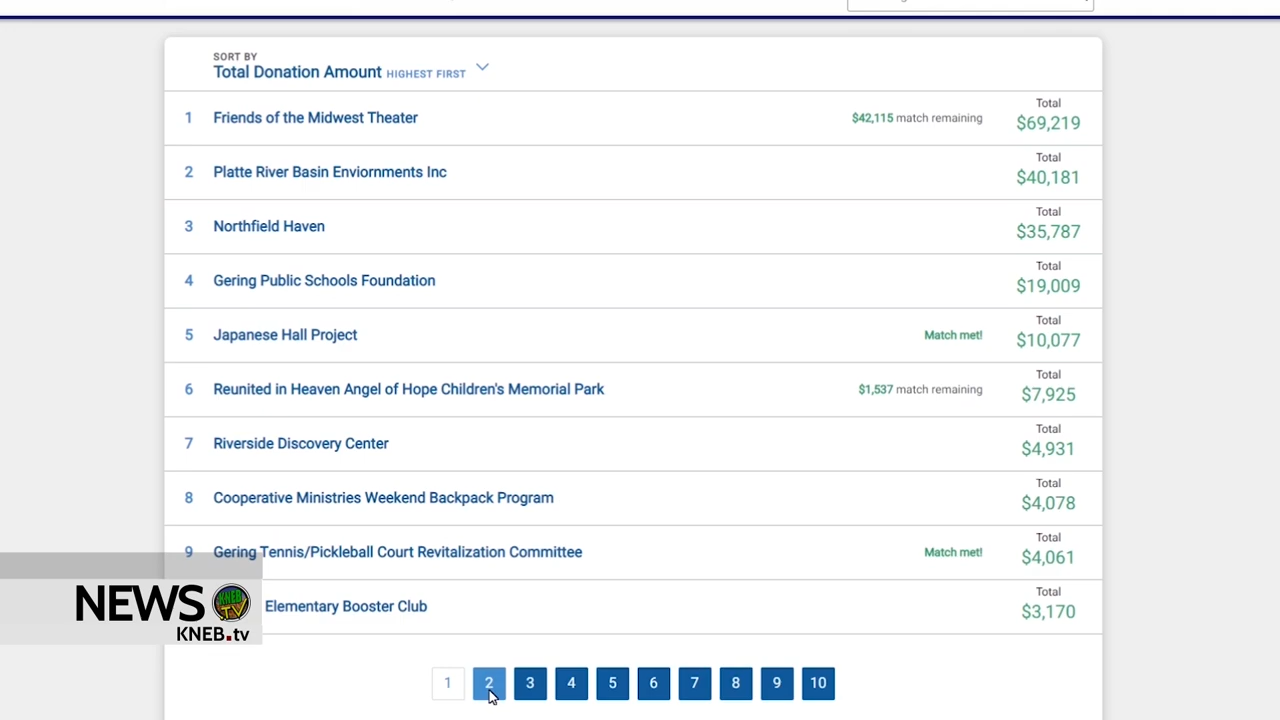 SORT BY
Total Donation Amount HIGHEST FIRST
1 Friends of the Midwest Theater $42,115 match remaining Total $69,219
2 Platte River Basin Enviornments Inc Total $40,181
3 Northfield Haven Total $35,787
4 Gering Public Schools Foundation Total $19,009
5 Japanese Hall Project Match met! Total $10,077
6 Reunited in Heaven Angel of Hope Children's Memorial Park $1,537 match remaining Total $7,925
7 Riverside Discovery Center Total $4,931
8 Cooperative Ministries Weekend Backpack Program Total $4,078
9 Gering Tennis/Pickleball Court Revitalization Committee Match met! Total $4,061
Elementary Booster Club Total $3,170
NEWS KNEB TV
KNEB.tv
1 2 3 4 5 6 7 8 9 10